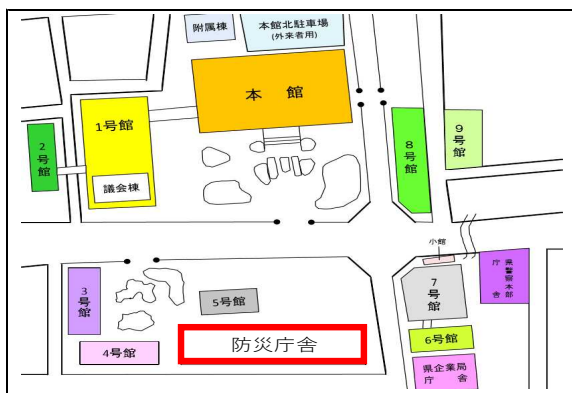 附属棟
本館北駐車場
(外来者用)
本館
1号館
議会棟
2号館
8号館
9号館
小館
7号館
県警察本部
庁舎
3号館
5号館
4号館
防災庁舎
6号館
県企業局
庁舎